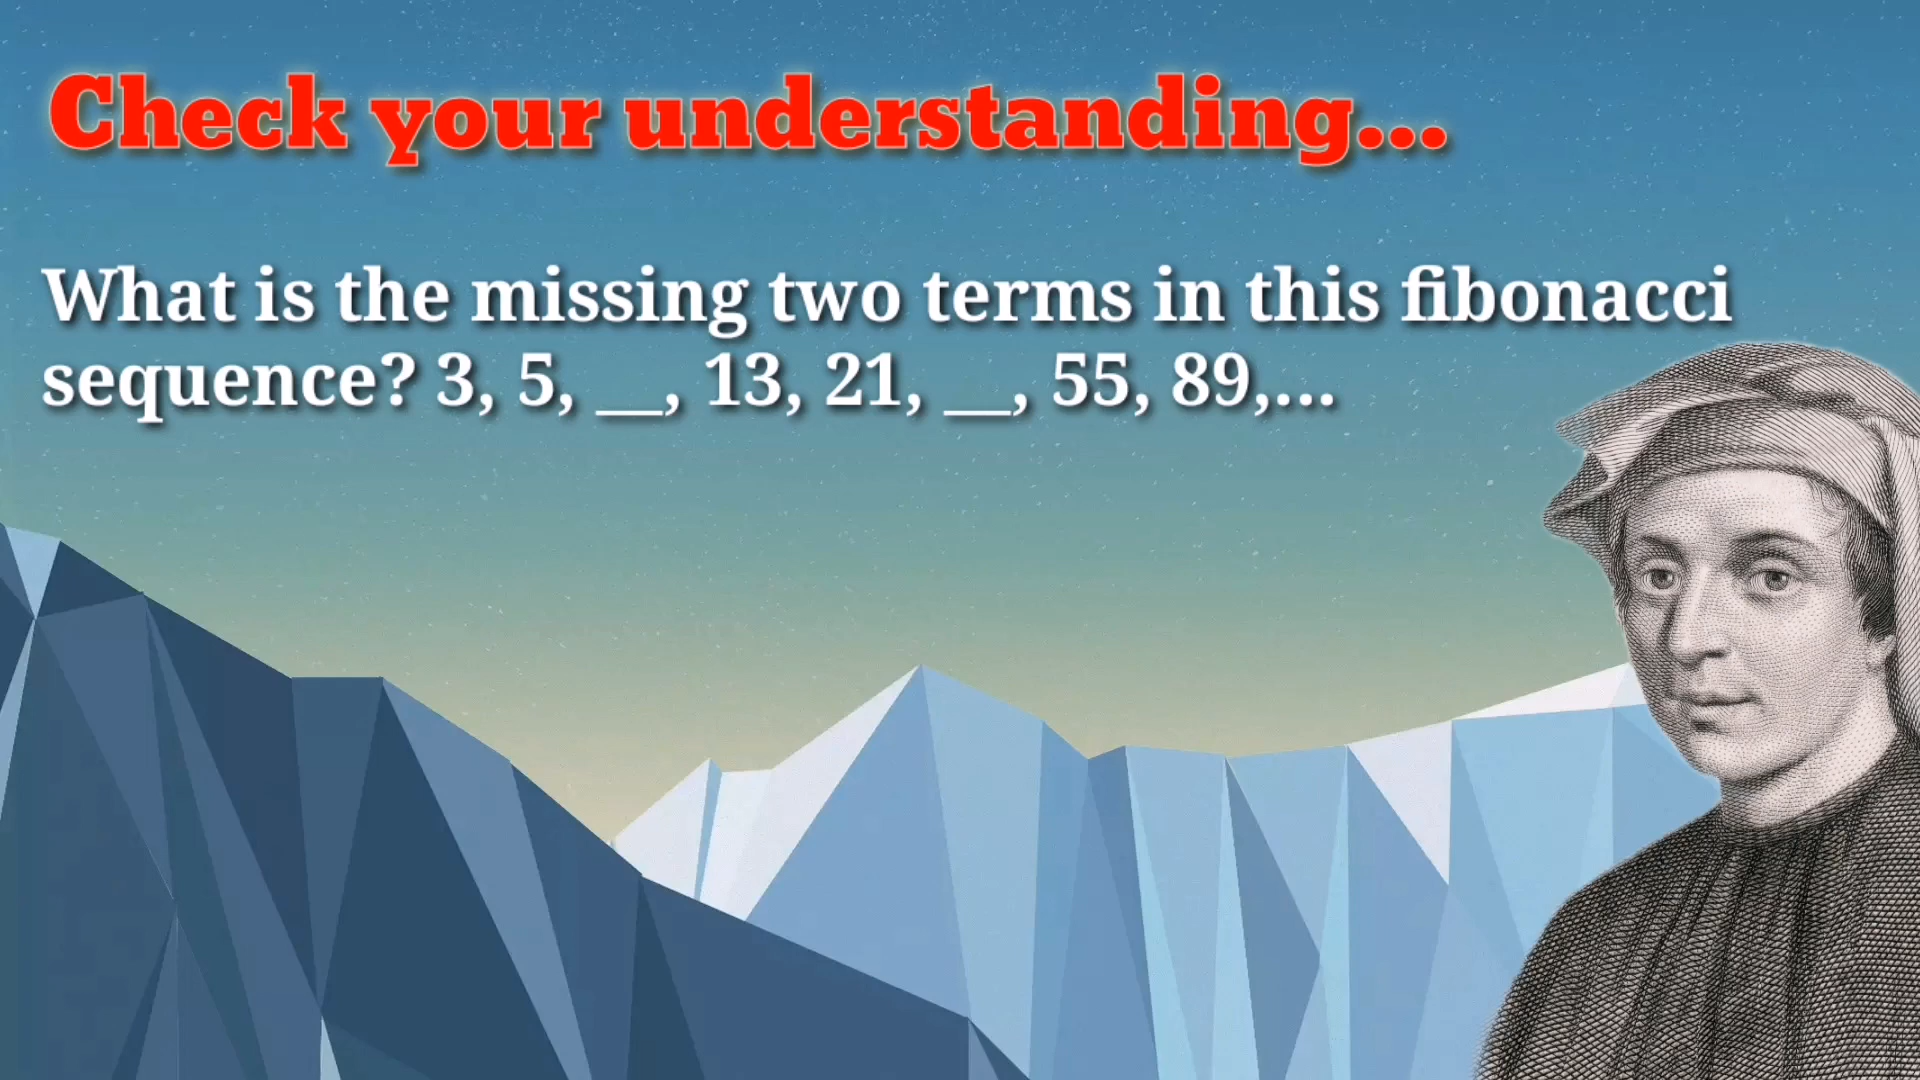 Check your understanding...
What is the missing two terms in this fibonacci
sequence? 3, 5, __, 13, 21, __, 55, 89,...